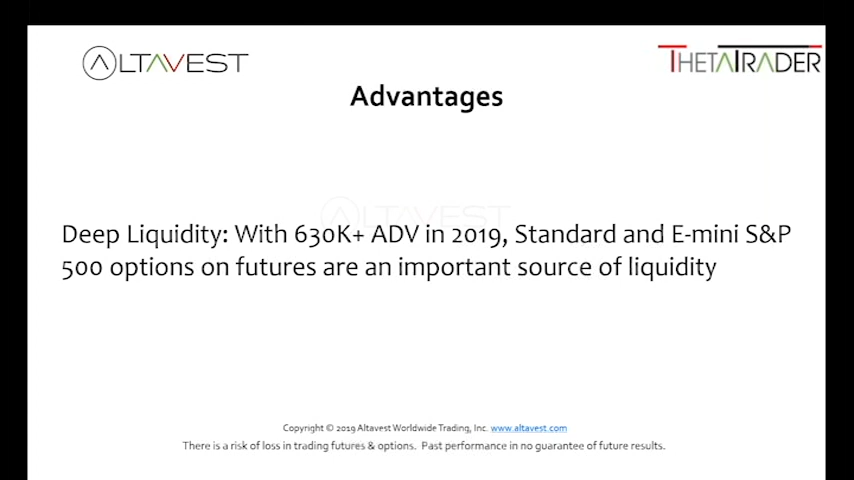 ALTAVEST
THETATRADER
Advantages
ALTAVEST
Deep Liquidity: With 630K+ ADV in 2019, Standard and E-mini S&P
500 options on futures are an important source of liquidity
Copyright © 2019 Altavest Worldwide Trading, Inc. www.altavest.com
There is a risk of loss in trading futures & options. Past performance in no guarantee of future results.